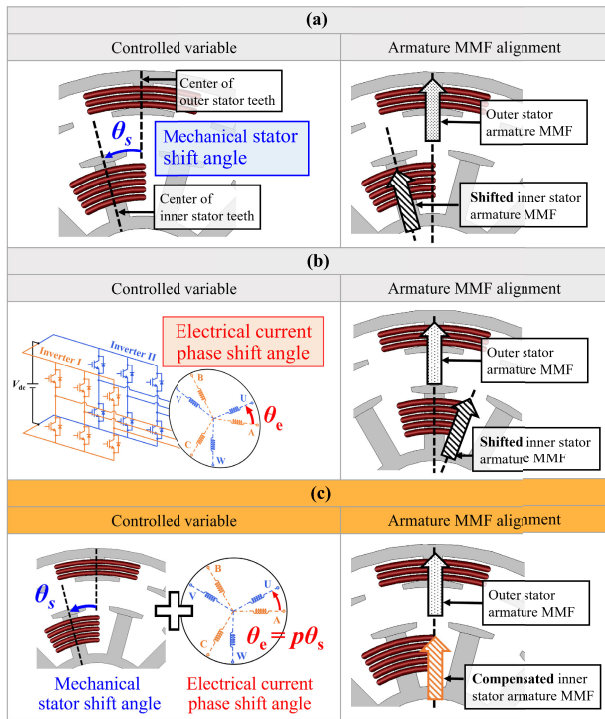 (a)
Controlled variable
Armature MMF alignment
Center of
outer stator teeth
θs
Mechanical stator
shift angle
Center of
inner stator teeth
Outer stator
armature MMF
Shifted inner stator
armature MMF
(b)
Controlled variable
Armature MMF alignment
Electrical current
phase shift angle
Inverter I
Inverter II
Vdc
B
V
U
A
C
W
θe
Outer stator
armature MMF
Shifted inner stator
armature MMF
(c)
Controlled variable
Armature MMF alignment
θs
B
V
U
A
C
W
θe = pθs
Mechanical
stator shift angle
Electrical current
phase shift angle
Outer stator
armature MMF
Compensated inner
stator armature MMF